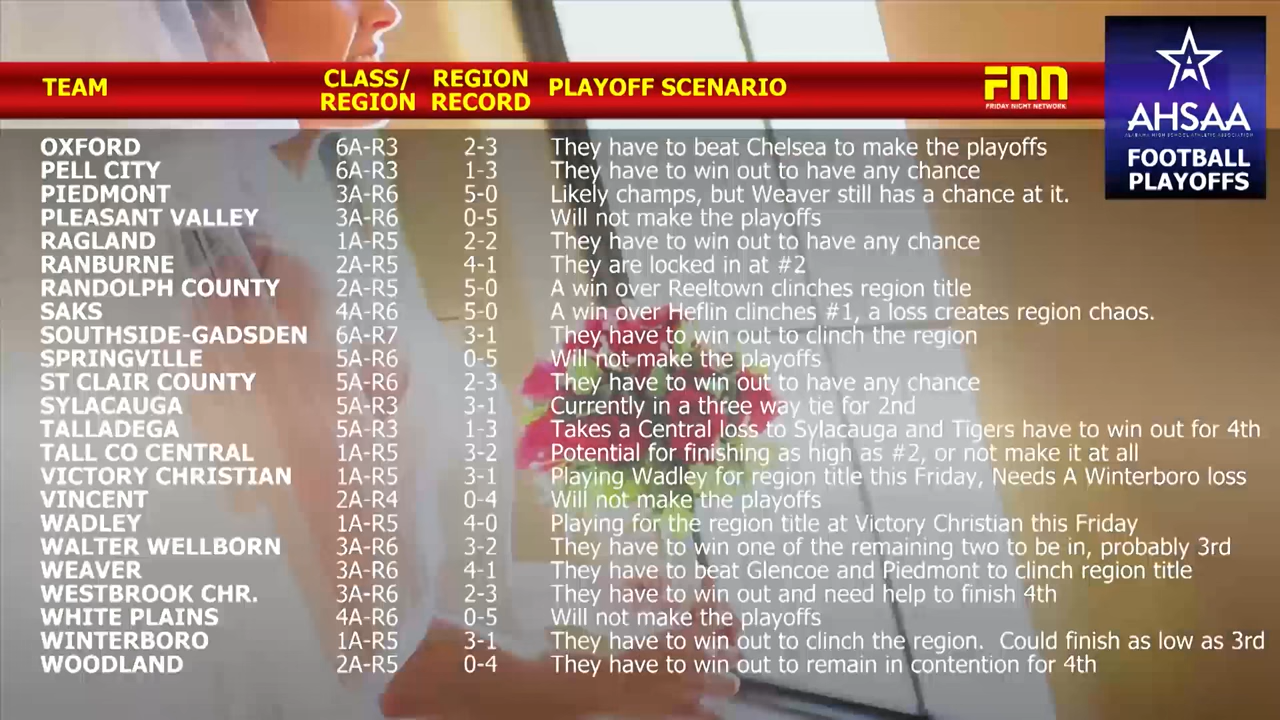 TEAM CLASS/ REGION REGION RECORD PLAYOFF SCENARIO FNN
FRIDAY NIGHT NETWORK
AHSAA
ALABAMA HIGH SCHOOL ATHLETIC ASSOCIATION
FOOTBALL
PLAYOFFS
OXFORD 6A-R3 2-3 They have to beat Chelsea to make the playoffs
PELL CITY 6A-R3 1-3 They have to win out to have any chance
PIEDMONT 3A-R6 5-0 Likely champs, but Weaver still has a chance at it.
PLEASANT VALLEY 3A-R6 0-5 Will not make the playoffs
RAGLAND 1A-R5 2-2 They have to win out to have any chance
RANBURNE 2A-R5 4-1 They are locked in at #2
RANDOLPH COUNTY 2A-R5 5-0 A win over Reeltown clinches region title
SAKS 4A-R6 5-0 A win over Heflin clinches #1, a loss creates region chaos.
SOUTHSIDE-GADSDEN 6A-R7 3-1 They have to win out to clinch the region
SPRINGVILLE 5A-R6 0-5 Will not make the playoffs
ST CLAIR COUNTY 5A-R6 2-3 They have to win out to have any chance
SYLACAUGA 5A-R3 3-1 Currently in a three way tie for 2nd
TALLADEGA 5A-R3 1-3 Takes a Central loss to Sylacauga and Tigers have to win out for 4th
TALL CO CENTRAL 1A-R5 3-2 Potential for finishing as high as #2, or not make it at all
VICTORY CHRISTIAN 1A-R5 3-1 Playing Wadley for region title this Friday, Needs A Winterboro loss
VINCENT 2A-R4 0-4 Will not make the playoffs
WADLEY 1A-R5 4-0 Playing for the region title at Victory Christian this Friday
WALTER WELLBORN 3A-R6 3-2 They have to win one of the remaining two to be in, probably 3rd
WEAVER 3A-R6 4-1 They have to beat Glencoe and Piedmont to clinch region title
WESTBROOK CHR. 3A-R6 2-3 They have to win out and need help to finish 4th
WHITE PLAINS 4A-R6 0-5 Will not make the playoffs
WINTERBORO 1A-R5 3-1 They have to win out to clinch the region. Could finish as low as 3rd
WOODLAND 2A-R5 0-4 They have to win out to remain in contention for 4th